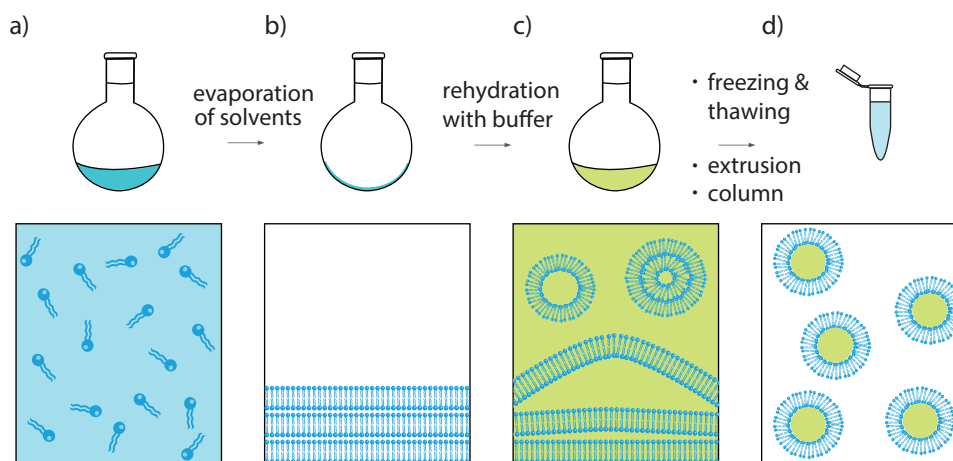 a)
b)
c)
d)
evaporation
of solvents
rehydration
with buffer
· freezing &
thawing
· extrusion
· column